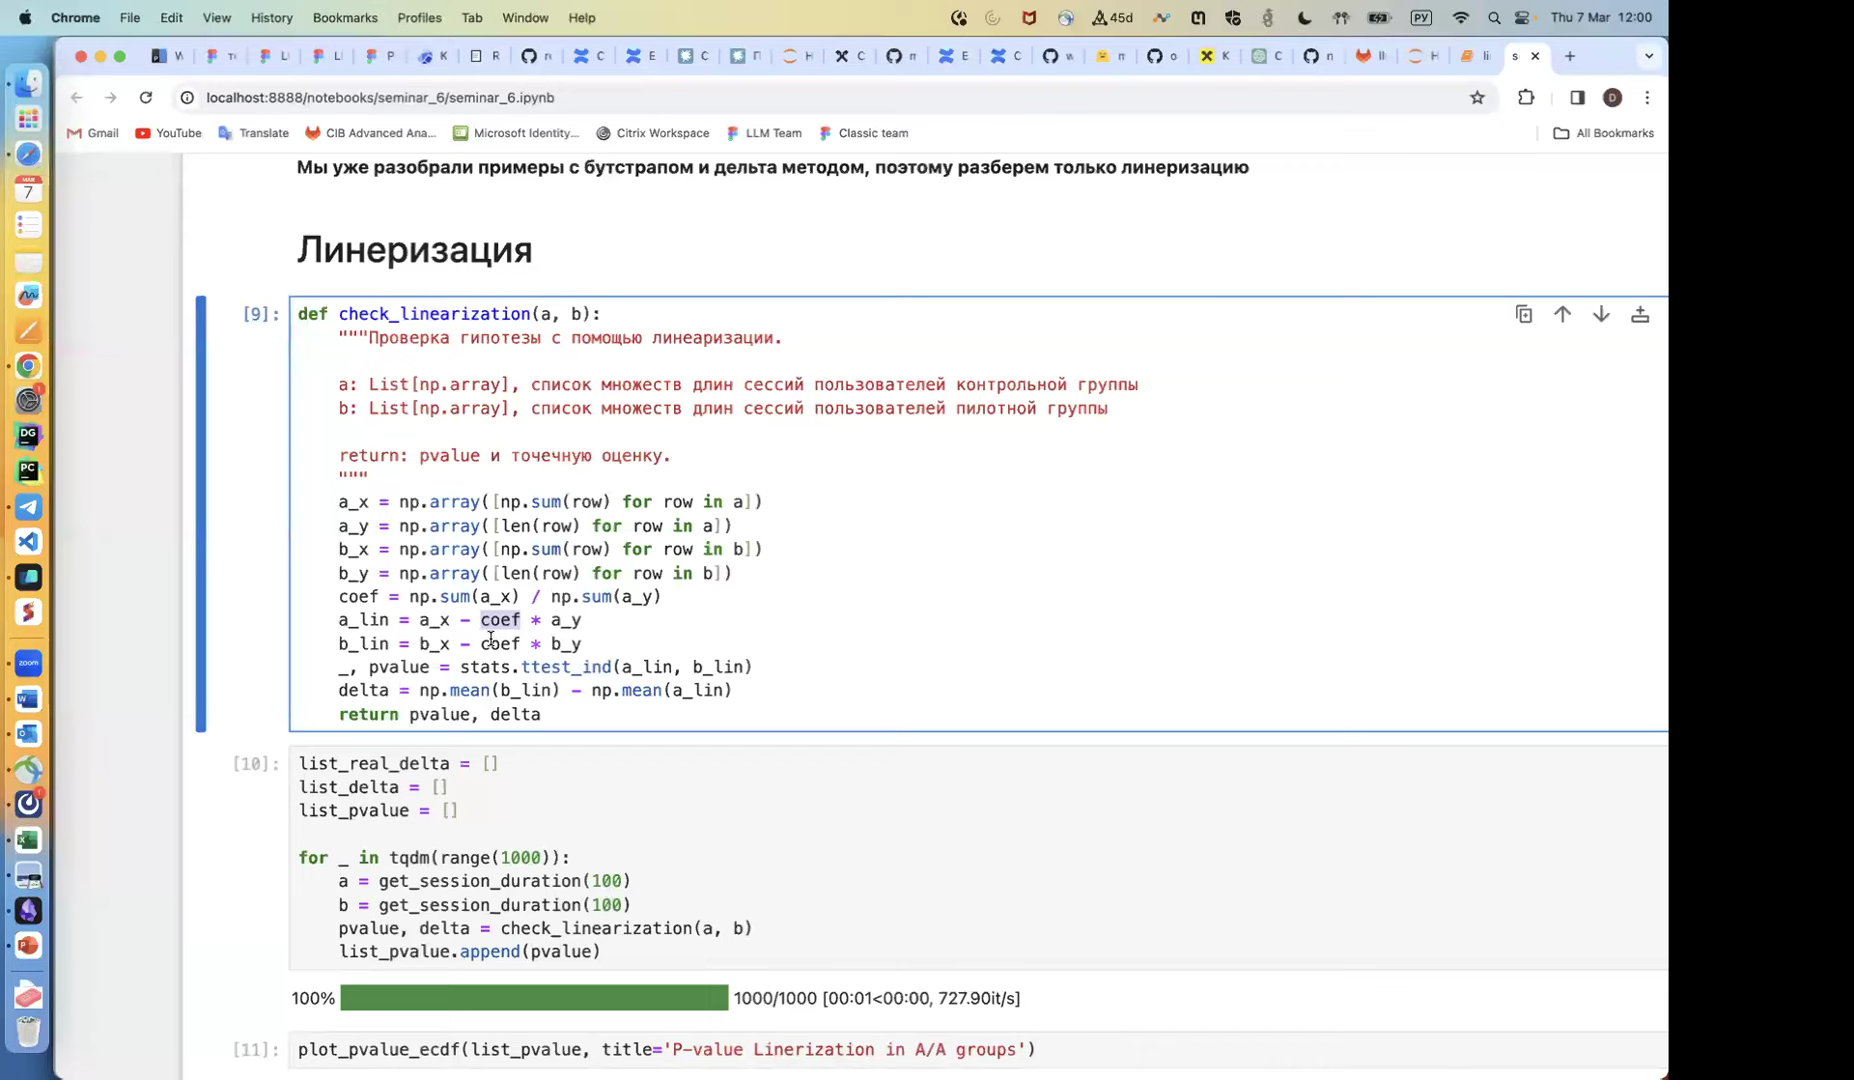 Chrome File Edit View History Bookmarks Profiles Tab Window Help 45d РУ Thu 7 Mar 12:00
localhost:8888/notebooks/seminar_6/seminar_6.ipynb
Gmail YouTube Translate CIB Advanced Ana... Microsoft Identity... Citrix Workspace LLM Team Classic team All Bookmarks
Мы уже разобрали примеры с бутстрапом и дельта методом, поэтому разберем только линеризацию
Линеризация
[9]: def check_linearization(a, b):
"""Проверка гипотезы с помощью линеаризации.
a: List[np.array], список множеств длин сессий пользователей контрольной группы
b: List[np.array], список множеств длин сессий пользователей пилотной группы
return: pvalue и точечную оценку.
"""
a_x = np.array([np.sum(row) for row in a])
a_y = np.array([len(row) for row in a])
b_x = np.array([np.sum(row) for row in b])
b_y = np.array([len(row) for row in b])
coef = np.sum(a_x) / np.sum(a_y)
a_lin = a_x - coef * a_y
b_lin = b_x - coef * b_y
_, pvalue = stats.ttest_ind(a_lin, b_lin)
delta = np.mean(b_lin) - np.mean(a_lin)
return pvalue, delta
[10]: list_real_delta = []
list_delta = []
list_pvalue = []
for _ in tqdm(range(1000)):
a = get_session_duration(100)
b = get_session_duration(100)
pvalue, delta = check_linearization(a, b)
list_pvalue.append(pvalue)
100% 1000/1000 [00:01<00:00, 727.90it/s]
[11]: plot_pvalue_ecdf(list_pvalue, title='P-value Linerization in A/A groups')